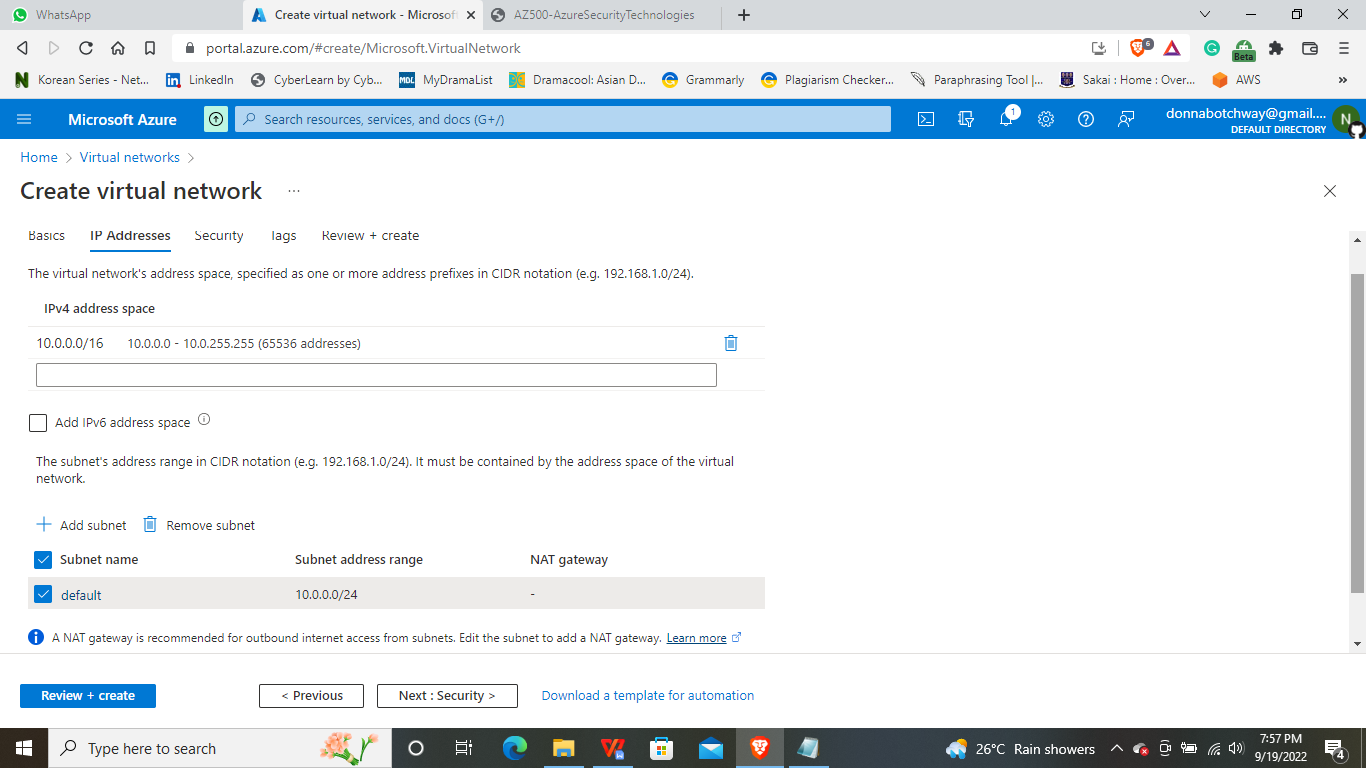 WhatsApp
Create virtual network - Microsoft
AZ500-AzureSecurityTechnologies
portal.azure.com/#create/Microsoft.VirtualNetwork
6
Beta
Korean Series - Net...
LinkedIn
CyberLearn by Cyb...
MDL
MyDramaList
Dramacool: Asian D...
Grammarly
Plagiarism Checker...
Paraphrasing Tool |...
Sakai : Home : Over...
AWS
Microsoft Azure
Search resources, services, and docs (G+/)
1
donnabotchway@gmail....
DEFAULT DIRECTORY
N
Home > Virtual networks >
Create virtual network ...
Basics
IP Addresses
Security
Tags
Review + create
The virtual network's address space, specified as one or more address prefixes in CIDR notation (e.g. 192.168.1.0/24).
IPv4 address space
10.0.0.0/16 10.0.0.0 - 10.0.255.255 (65536 addresses)
Add IPv6 address space
The subnet's address range in CIDR notation (e.g. 192.168.1.0/24). It must be contained by the address space of the virtual
network.
Add subnet
Remove subnet
Subnet name Subnet address range NAT gateway
default 10.0.0.0/24 -
A NAT gateway is recommended for outbound internet access from subnets. Edit the subnet to add a NAT gateway. Learn more
Review + create
< Previous
Next : Security >
Download a template for automation
Type here to search
26°C Rain showers
7:57 PM
9/19/2022
4